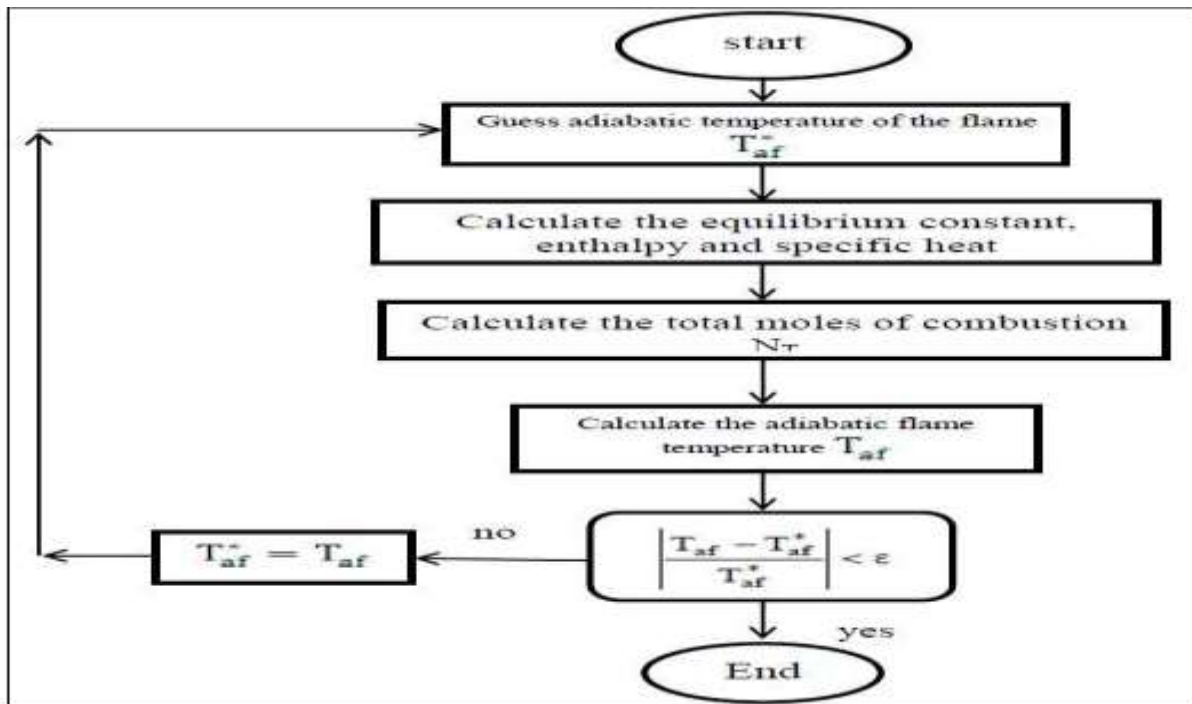 start
Guess adiabatic temperature of the flame
T*af
Calculate the equilibrium constant,
enthalpy and specific heat
Calculate the total moles of combustion
NT
Calculate the adiabatic flame
temperature Taf
no
T*af = Taf
|Taf − T*af / T*af| < ε
yes
End